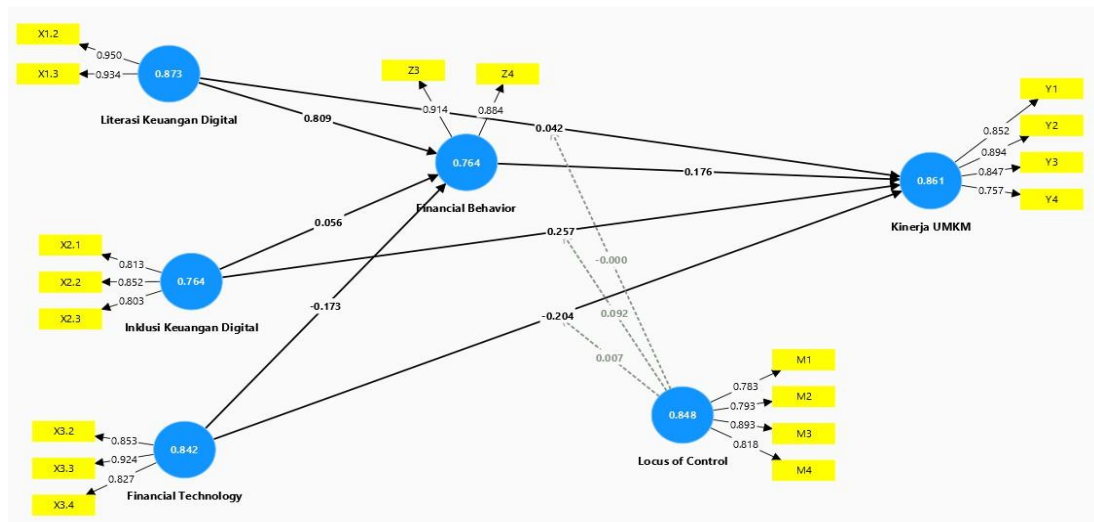 X1.2
0.950
X1.3
0.934
0.873
Literasi Keuangan Digital
Z3
Z4
0.914
0.884
0.764
Financial Behavior
0.809
0.042
0.176
0.056
0.257
-0.173
-0.204
-0.000
0.092
0.007
Y1
Y2
Y3
Y4
0.852
0.894
0.847
0.757
0.861
Kinerja UMKM
X2.1
X2.2
X2.3
0.813
0.852
0.803
0.764
Inklusi Keuangan Digital
X3.2
X3.3
X3.4
0.853
0.924
0.827
0.842
Financial Technology
0.848
Locus of Control
0.783
0.793
0.893
0.818
M1
M2
M3
M4